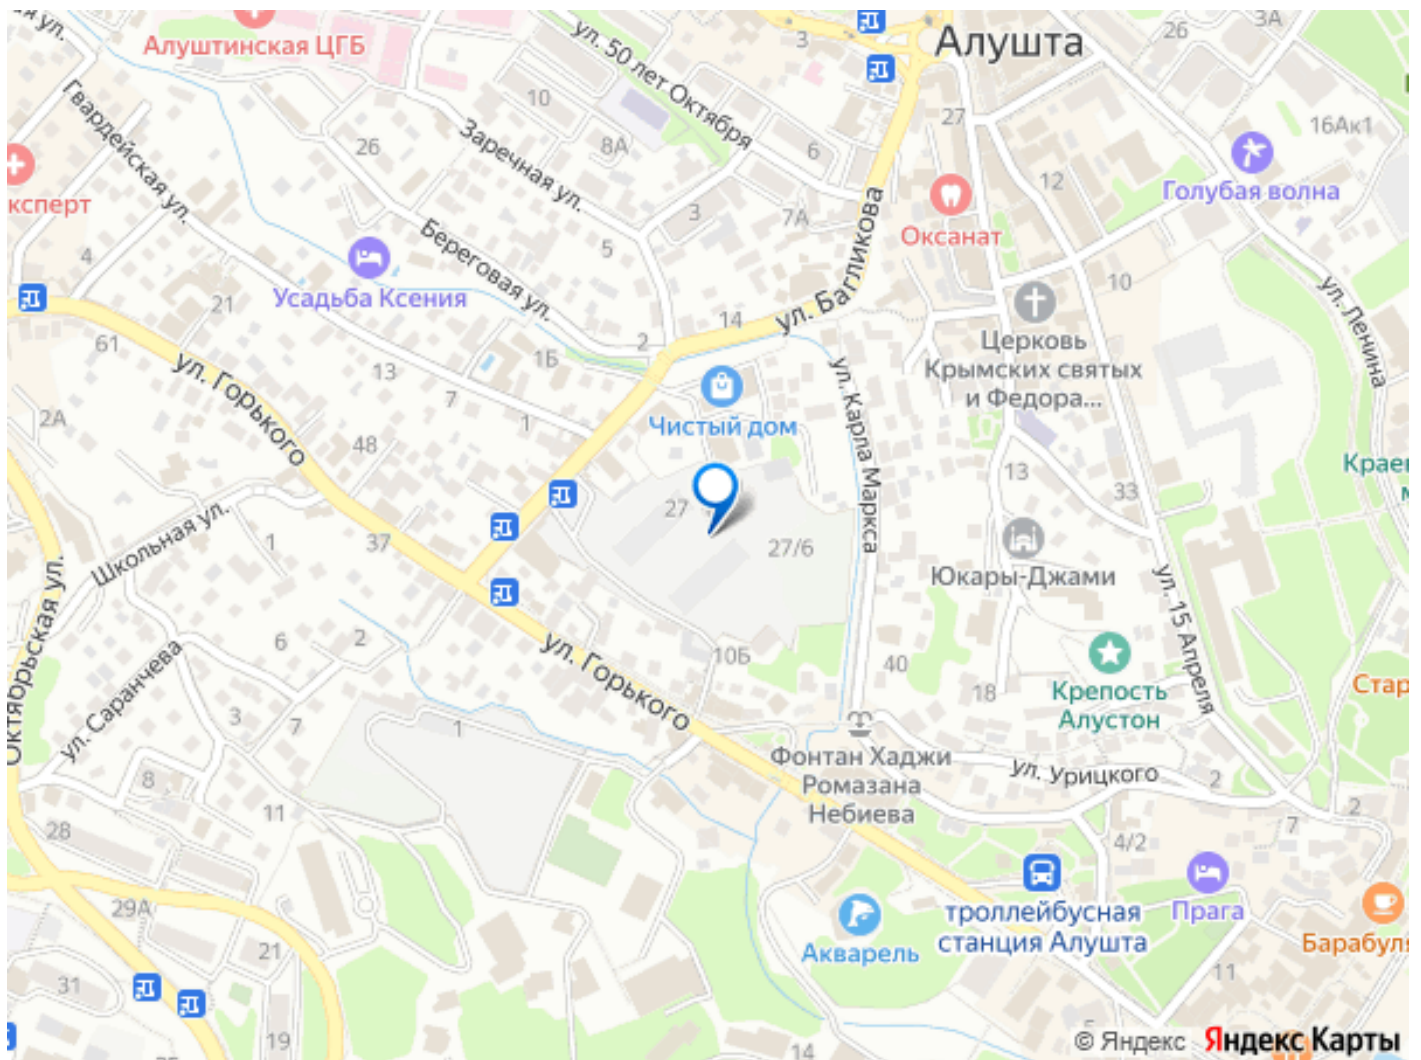 Алуштинская ЦГБ
ул. 50 лет Октября
3
Алушта
26
3А
Гвардейская ул.
10
Заречная ул.
8А
26
6
27
16Ак1
12
Голубая волна
ксперт
4
Береговая ул.
5
3
7А
Оксанат
ул. Багликова
10
ул. Ленина
Усадьба Ксения
21
61
14
2
1Б
Церковь
Крымских святых
и Федора...
ул. Горького
13
7
1
Чистый дом
ул. Карла Маркса
2А
48
Краев
13
33
27
27/6
Школьная ул.
1
37
Юкары-Джами
ул. 15 Апреля
Октябрьская ул.
ул. Саранчева
6
2
ул. Горького
10Б
40
18
Крепость
Алустон
Стар
3
7
1
Фонтан Хаджи
Ромазана
Небиева
ул. Урицкого
2
2
7
8
11
28
4/2
29А
21
троллейбусная
станция Алушта
Прага
Акварель
Барабуля
31
11
19
5
14
© Яндекс Яндекс Карты